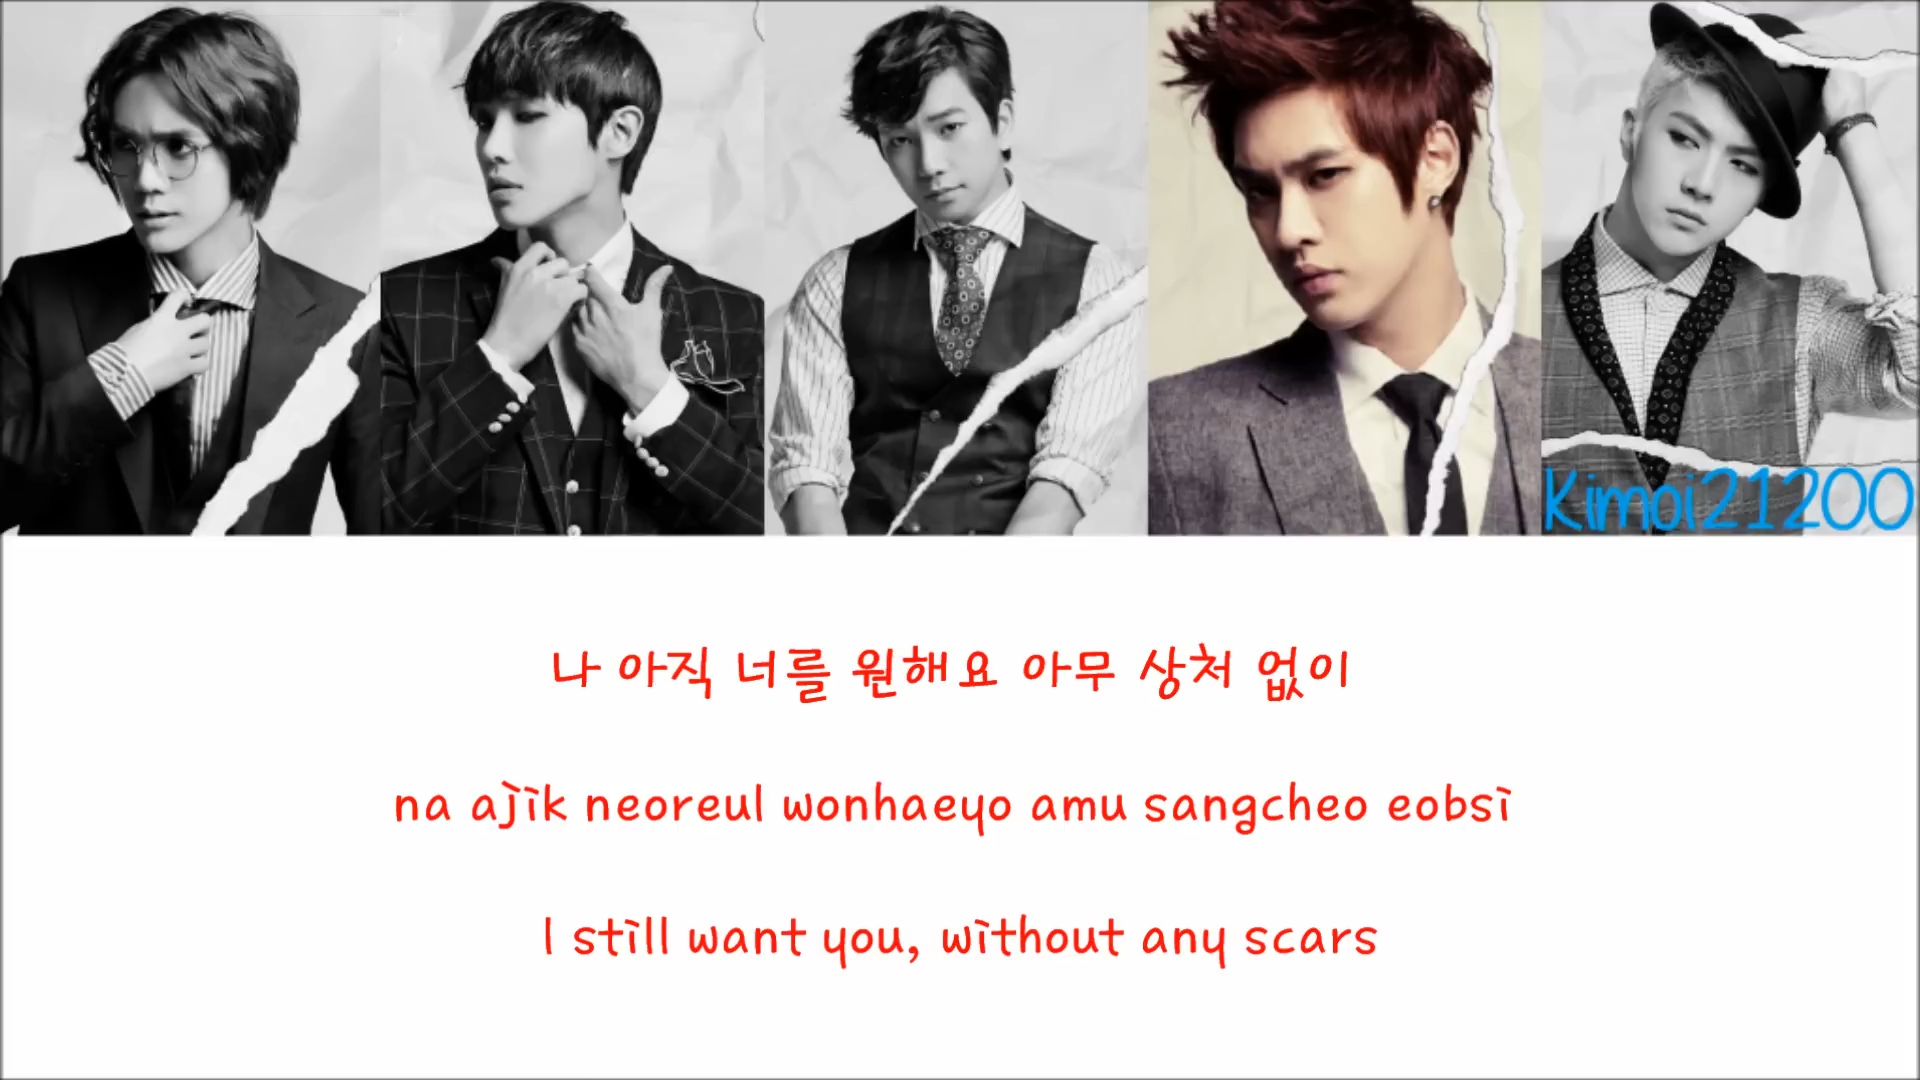 Kimoi21200
나 아직 너를 원해요 아무 상처 없이
na ajik neoreul wonhaeyo amu sangcheo eobsi
I still want you, without any scars